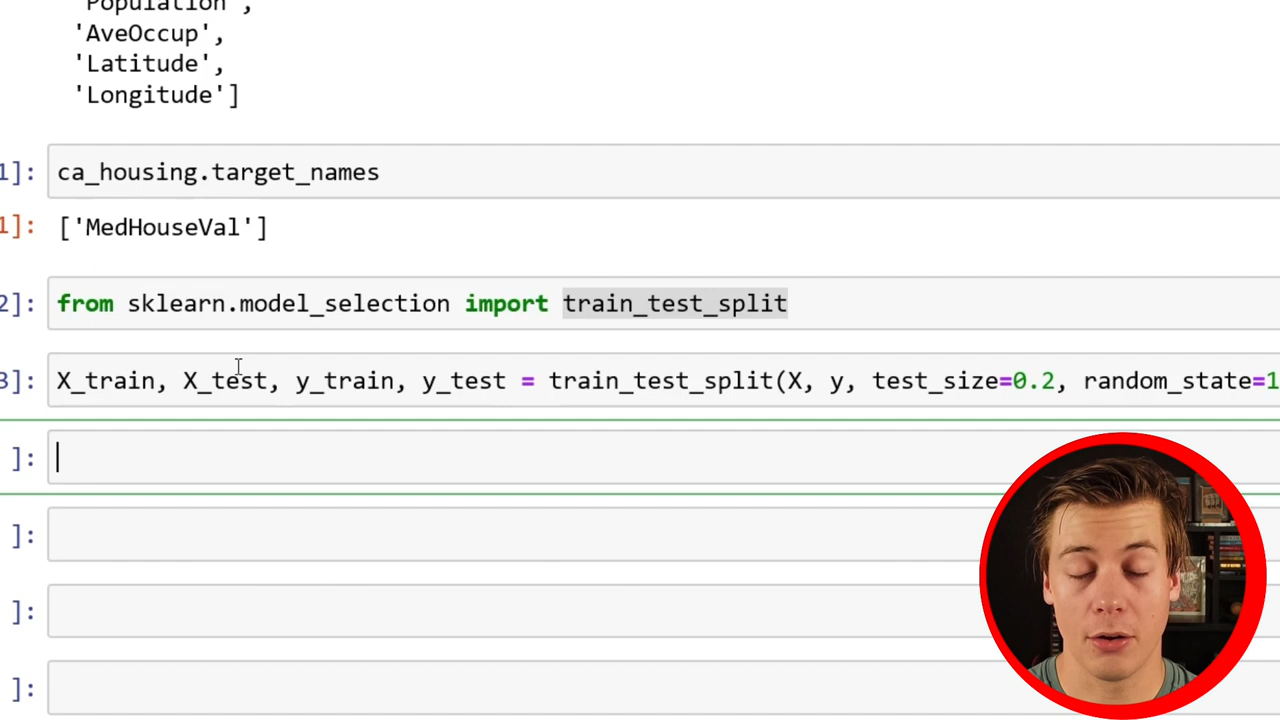 'Population',
'AveOccup',
'Latitude',
'Longitude']
1]: ca_housing.target_names
1]: ['MedHouseVal']
2]: from sklearn.model_selection import train_test_split
3]: X_train, X_test, y_train, y_test = train_test_split(X, y, test_size=0.2, random_state=1
]:
]:
]:
]: